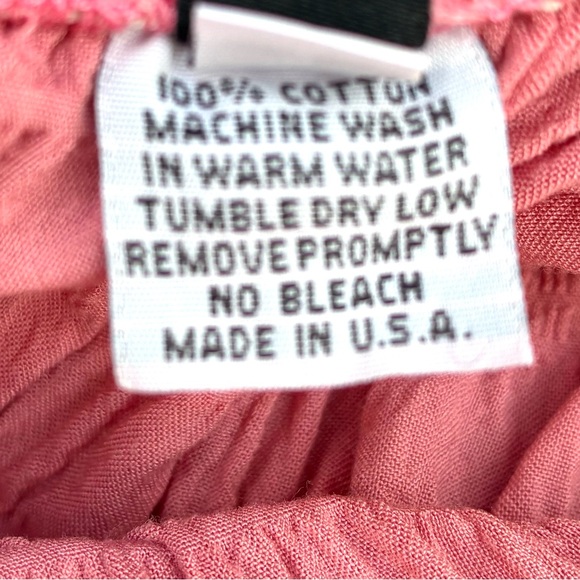 100% COTTON
MACHINE WASH
IN WARM WATER
TUMBLE DRY LOW
REMOVE PROMPTLY
NO BLEACH
MADE IN U.S.A.